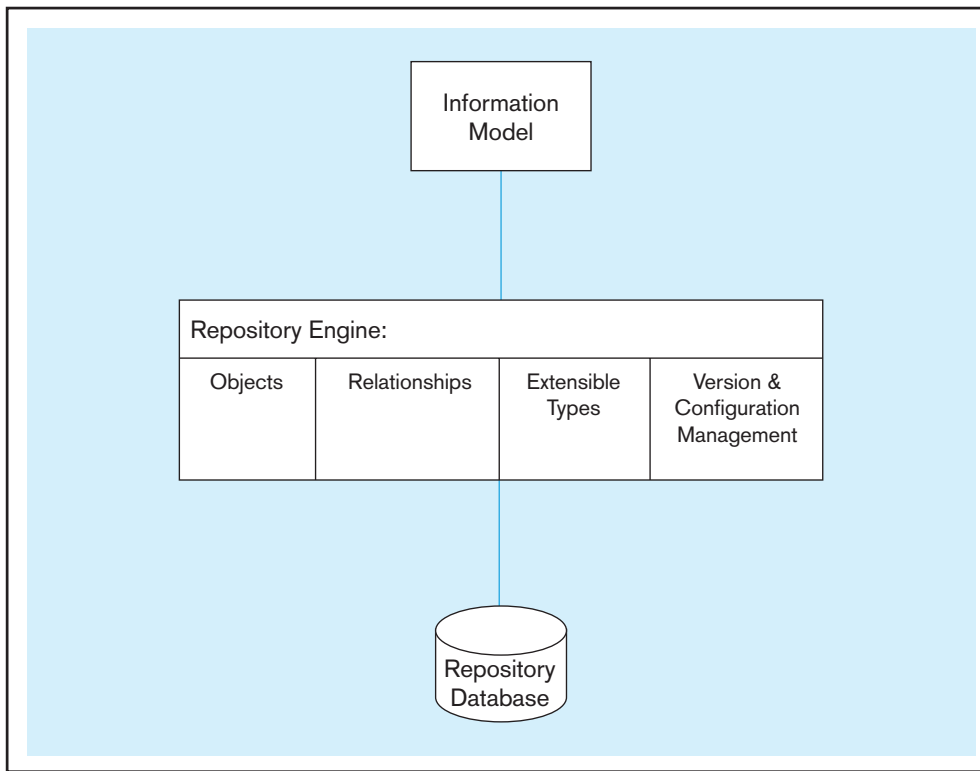 Information
Model
Repository Engine:
Objects
Relationships
Extensible
Types
Version &
Configuration
Management
Repository
Database